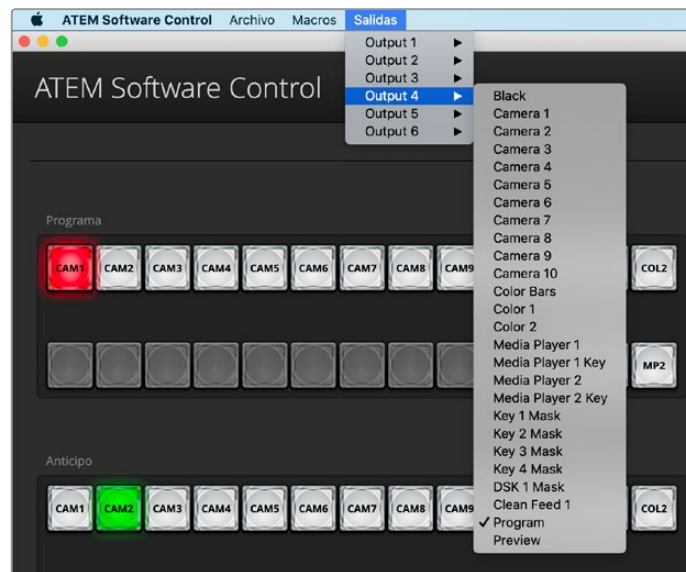 ATEM Software Control Archivo Macros Salidas
Output 1
Output 2
Output 3
Output 4
Output 5
Output 6
ATEM Software Control
Black
Camera 1
Camera 2
Camera 3
Camera 4
Camera 5
Camera 6
Camera 7
Camera 8
Camera 9
Camera 10
Color Bars
Color 1
Color 2
Media Player 1
Media Player 1 Key
Media Player 2
Media Player 2 Key
Key 1 Mask
Key 2 Mask
Key 3 Mask
Key 4 Mask
DSK 1 Mask
Clean Feed 1
✓ Program
Preview
Programa
CAM1 CAM2 CAM3 CAM4 CAM5 CAM6 CAM7 CAM8 CAM9 COL2
MP2
Anticipo
CAM1 CAM2 CAM3 CAM4 CAM5 CAM6 CAM7 CAM8 CAM9 COL2